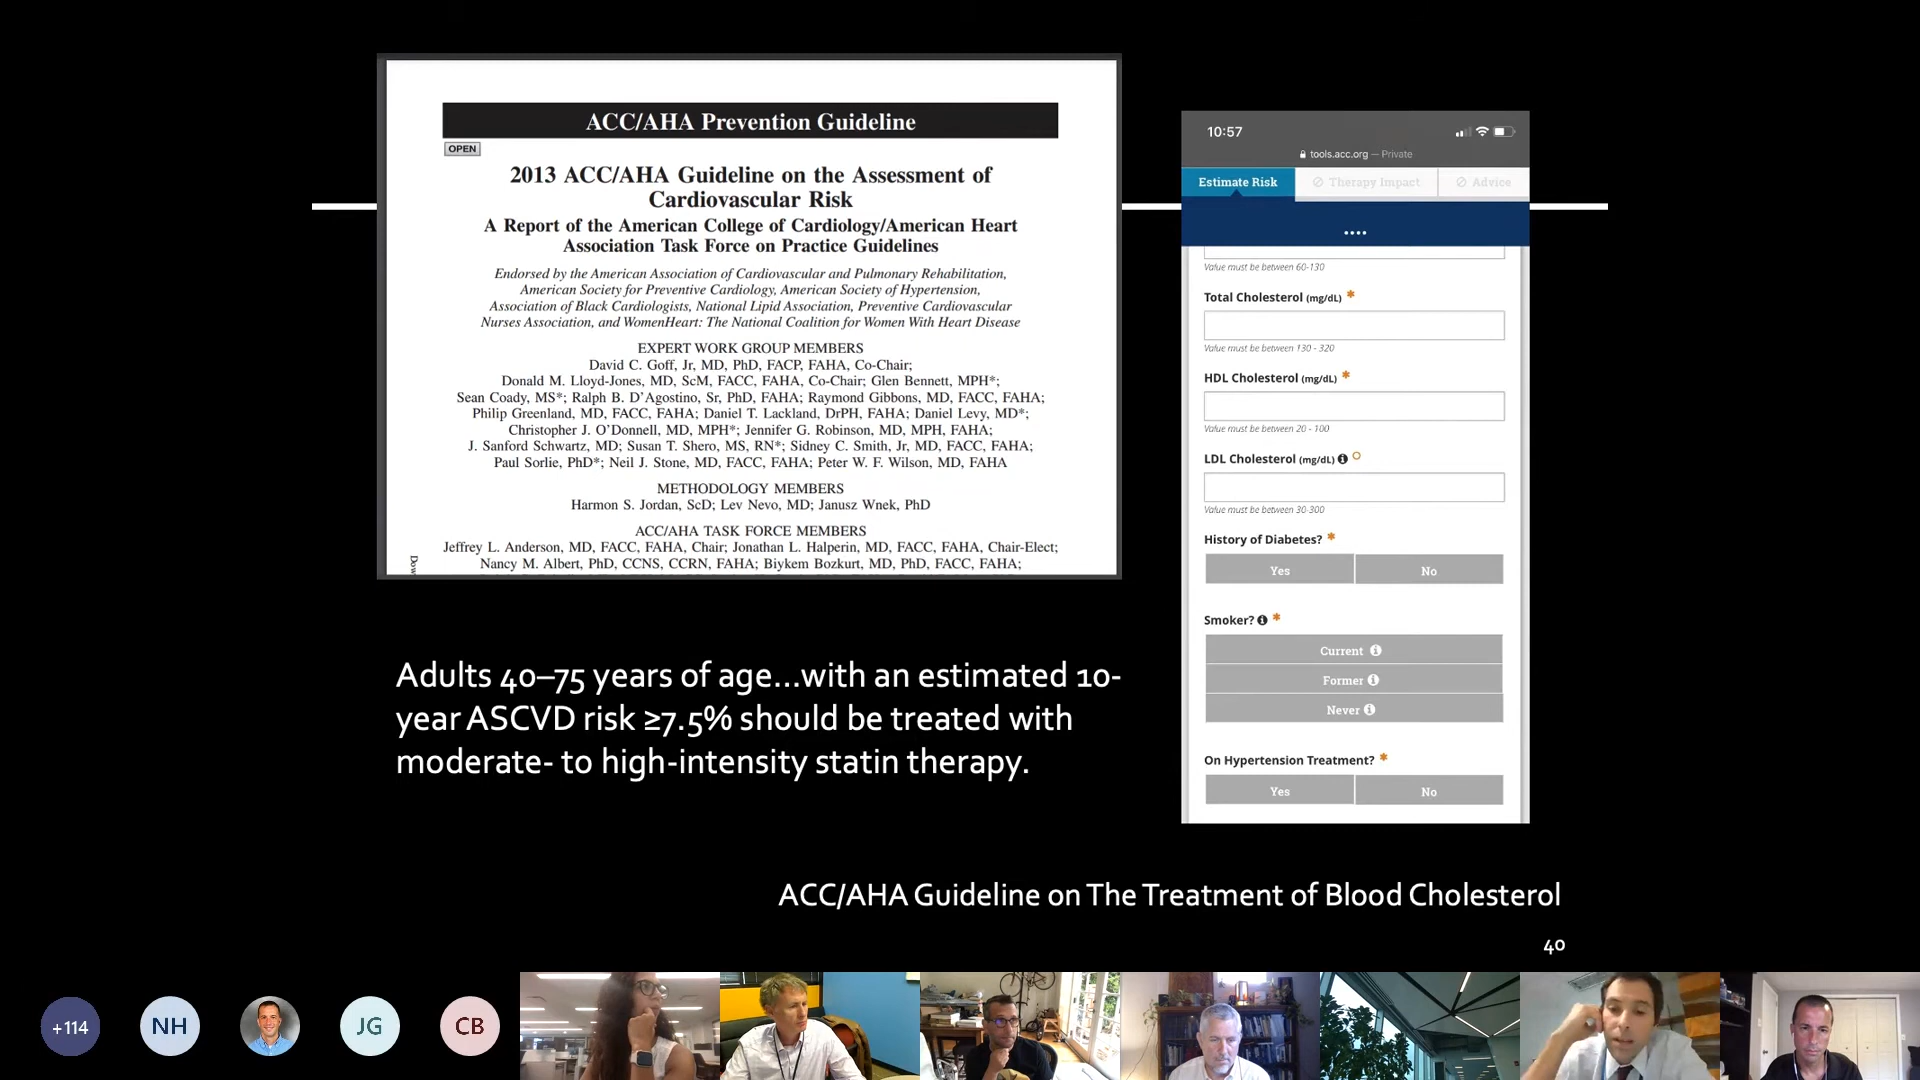 ACC/AHA Prevention Guideline
OPEN
2013 ACC/AHA Guideline on the Assessment of
Cardiovascular Risk
A Report of the American College of Cardiology/American Heart
Association Task Force on Practice Guidelines
Endorsed by the American Association of Cardiovascular and Pulmonary Rehabilitation,
American Society for Preventive Cardiology, American Society of Hypertension,
Association of Black Cardiologists, National Lipid Association, Preventive Cardiovascular
Nurses Association, and WomenHeart: The National Coalition for Women With Heart Disease
EXPERT WORK GROUP MEMBERS
David C. Goff, Jr, MD, PhD, FACP, FAHA, Co-Chair;
Donald M. Lloyd-Jones, MD, ScM, FACC, FAHA, Co-Chair; Glen Bennett, MPH*;
Sean Coady, MS*; Ralph B. D'Agostino, Sr, PhD, FAHA; Raymond Gibbons, MD, FACC, FAHA;
Philip Greenland, MD, FACC, FAHA; Daniel T. Lackland, DrPH, FAHA; Daniel Levy, MD*;
Christopher J. O'Donnell, MD, MPH*; Jennifer G. Robinson, MD, MPH, FAHA;
J. Sanford Schwartz, MD; Susan T. Shero, MS, RN*; Sidney C. Smith, Jr, MD, FACC, FAHA;
Paul Sorlie, PhD*; Neil J. Stone, MD, FACC, FAHA; Peter W. F. Wilson, MD, FAHA
METHODOLOGY MEMBERS
Harmon S. Jordan, ScD; Lev Nevo, MD; Janusz Wnek, PhD
ACC/AHA TASK FORCE MEMBERS
Jeffrey L. Anderson, MD, FACC, FAHA, Chair; Jonathan L. Halperin, MD, FACC, FAHA, Chair-Elect;
Nancy M. Albert, PhD, CCNS, CCRN, FAHA; Biykem Bozkurt, MD, PhD, FACC, FAHA;
10:57
tools.acc.org — Private
Estimate Risk
Therapy Impact
Advice
Value must be between 60-130
Total Cholesterol (mg/dL) *
Value must be between 130 - 320
HDL Cholesterol (mg/dL) *
Value must be between 20 - 100
LDL Cholesterol (mg/dL)
Value must be between 30-300
History of Diabetes? *
Yes
No
Smoker? *
Current
Former
Never
On Hypertension Treatment? *
Yes
No
Adults 40–75 years of age...with an estimated 10-
year ASCVD risk ≥7.5% should be treated with
moderate- to high-intensity statin therapy.
ACC/AHA Guideline on The Treatment of Blood Cholesterol
40
+114
NH
JG
CB